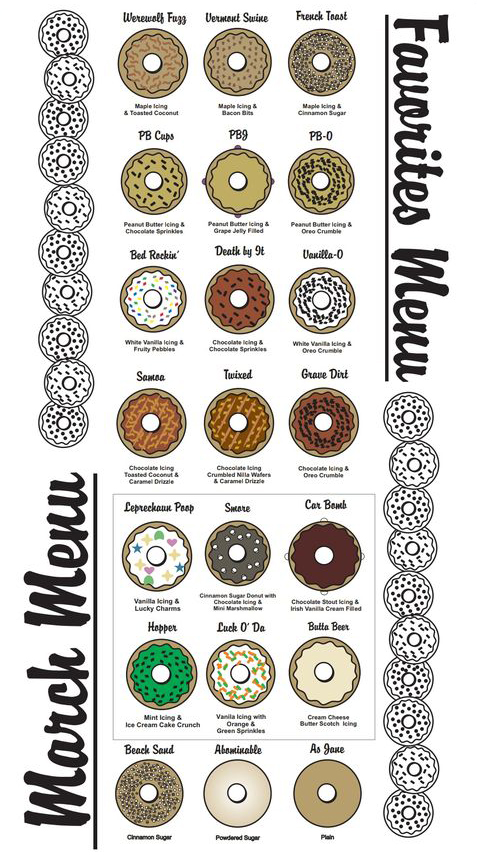 Favorites Menu
Werewolf Fuzz
Maple Icing
& Toasted Coconut
Vermont Swine
Maple Icing &
Bacon Bits
French Toast
Maple Icing &
Cinnamon Sugar
PB Cups
Peanut Butter Icing &
Chocolate Sprinkles
PBJ
Peanut Butter Icing &
Grape Jelly Filled
PB-O
Peanut Butter Icing &
Oreo Crumble
Bed Rockin'
White Vanilla Icing &
Fruity Pebbles
Death by It
Chocolate Icing &
Chocolate Sprinkles
Vanilla-O
White Vanilla Icing &
Oreo Crumble
Samoa
Chocolate Icing
Toasted Coconut &
Caramel Drizzle
Twixed
Chocolate Icing
Crumbled Nilla Wafers
& Caramel Drizzle
Grave Dirt
Chocolate Icing &
Oreo Crumble
March Menu
Leprechaun Poop
Vanilla Icing &
Lucky Charms
Smore
Cinnamon Sugar Donut with
Chocolate Icing &
Mini Marshmallow
Car Bomb
Chocolate Stout Icing &
Irish Vanilla Cream Filled
Hopper
Mint Icing &
Ice Cream Cake Crunch
Luck O' Da
Vanila Icing with
Orange &
Green Sprinkles
Butta Beer
Cream Cheese
Butter Scotch Icing
Beach Sand
Cinnamon Sugar
Abominable
Powdered Sugar
As Jane
Plain